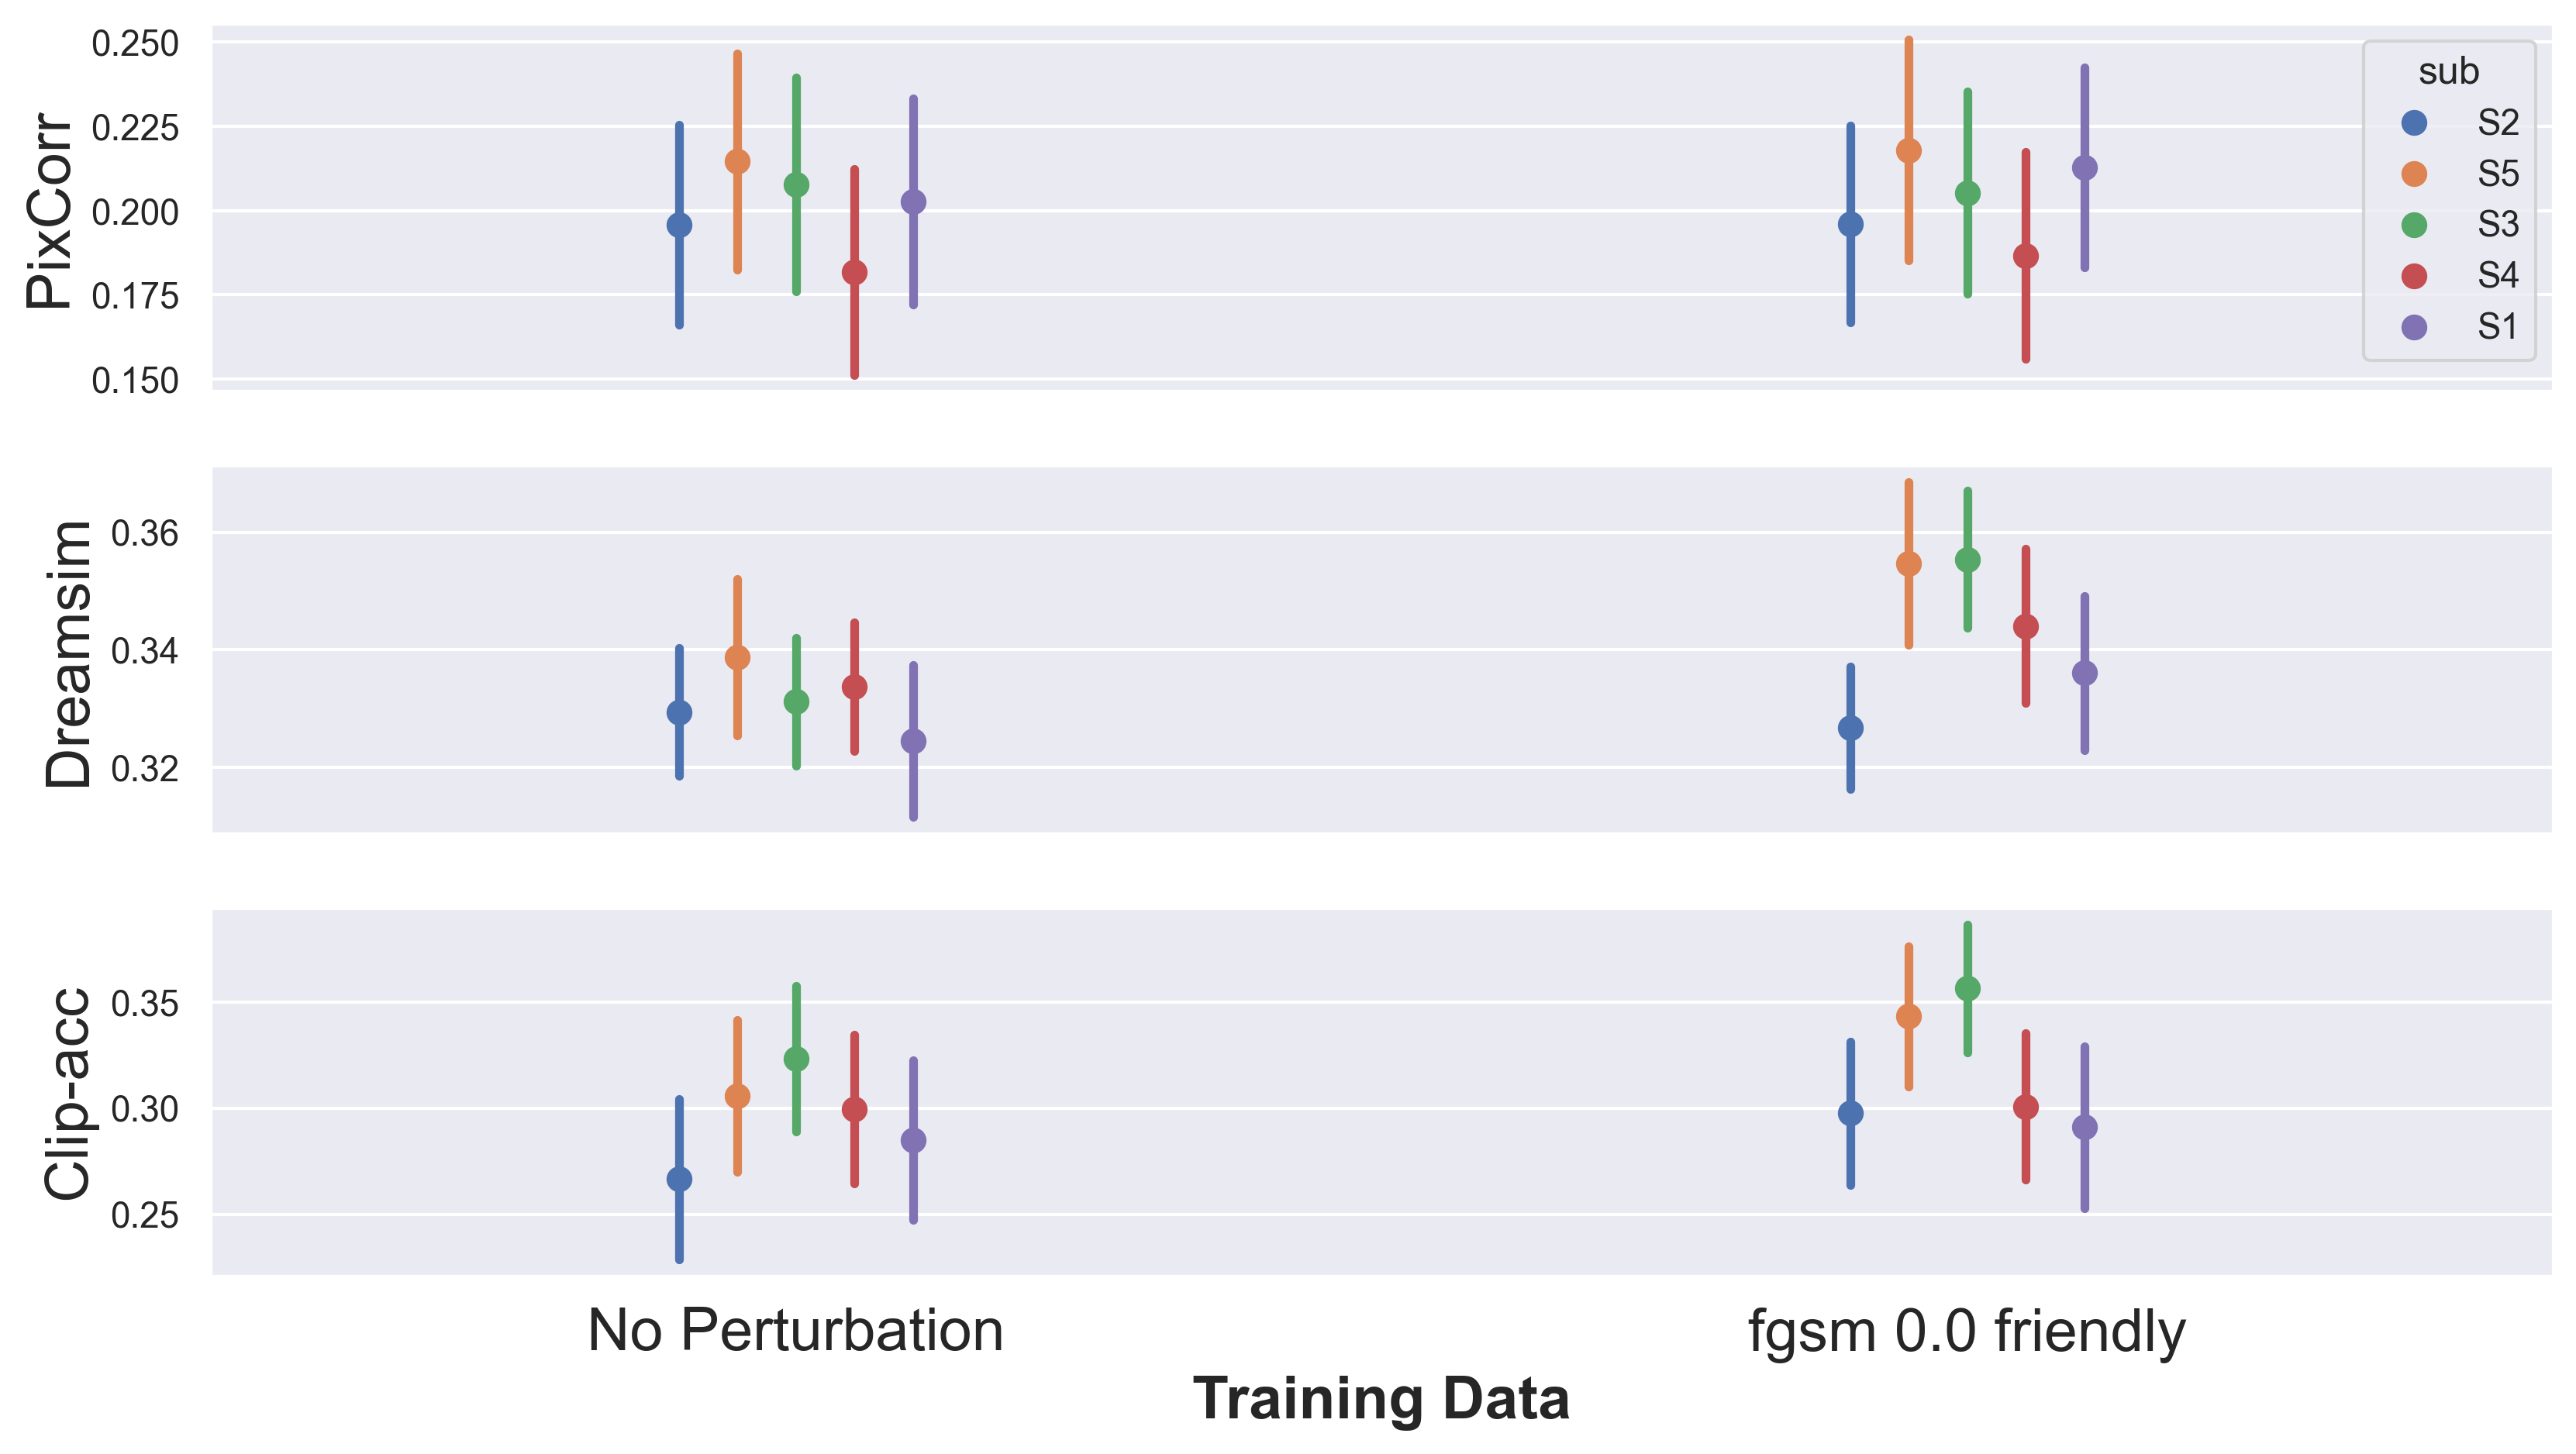 PixCorr
0.250
0.225
0.200
0.175
0.150
sub
S2
S5
S3
S4
S1
Dreamsim
0.36
0.34
0.32
Clip-acc
0.35
0.30
0.25
No Perturbation
fgsm 0.0 friendly
Training Data